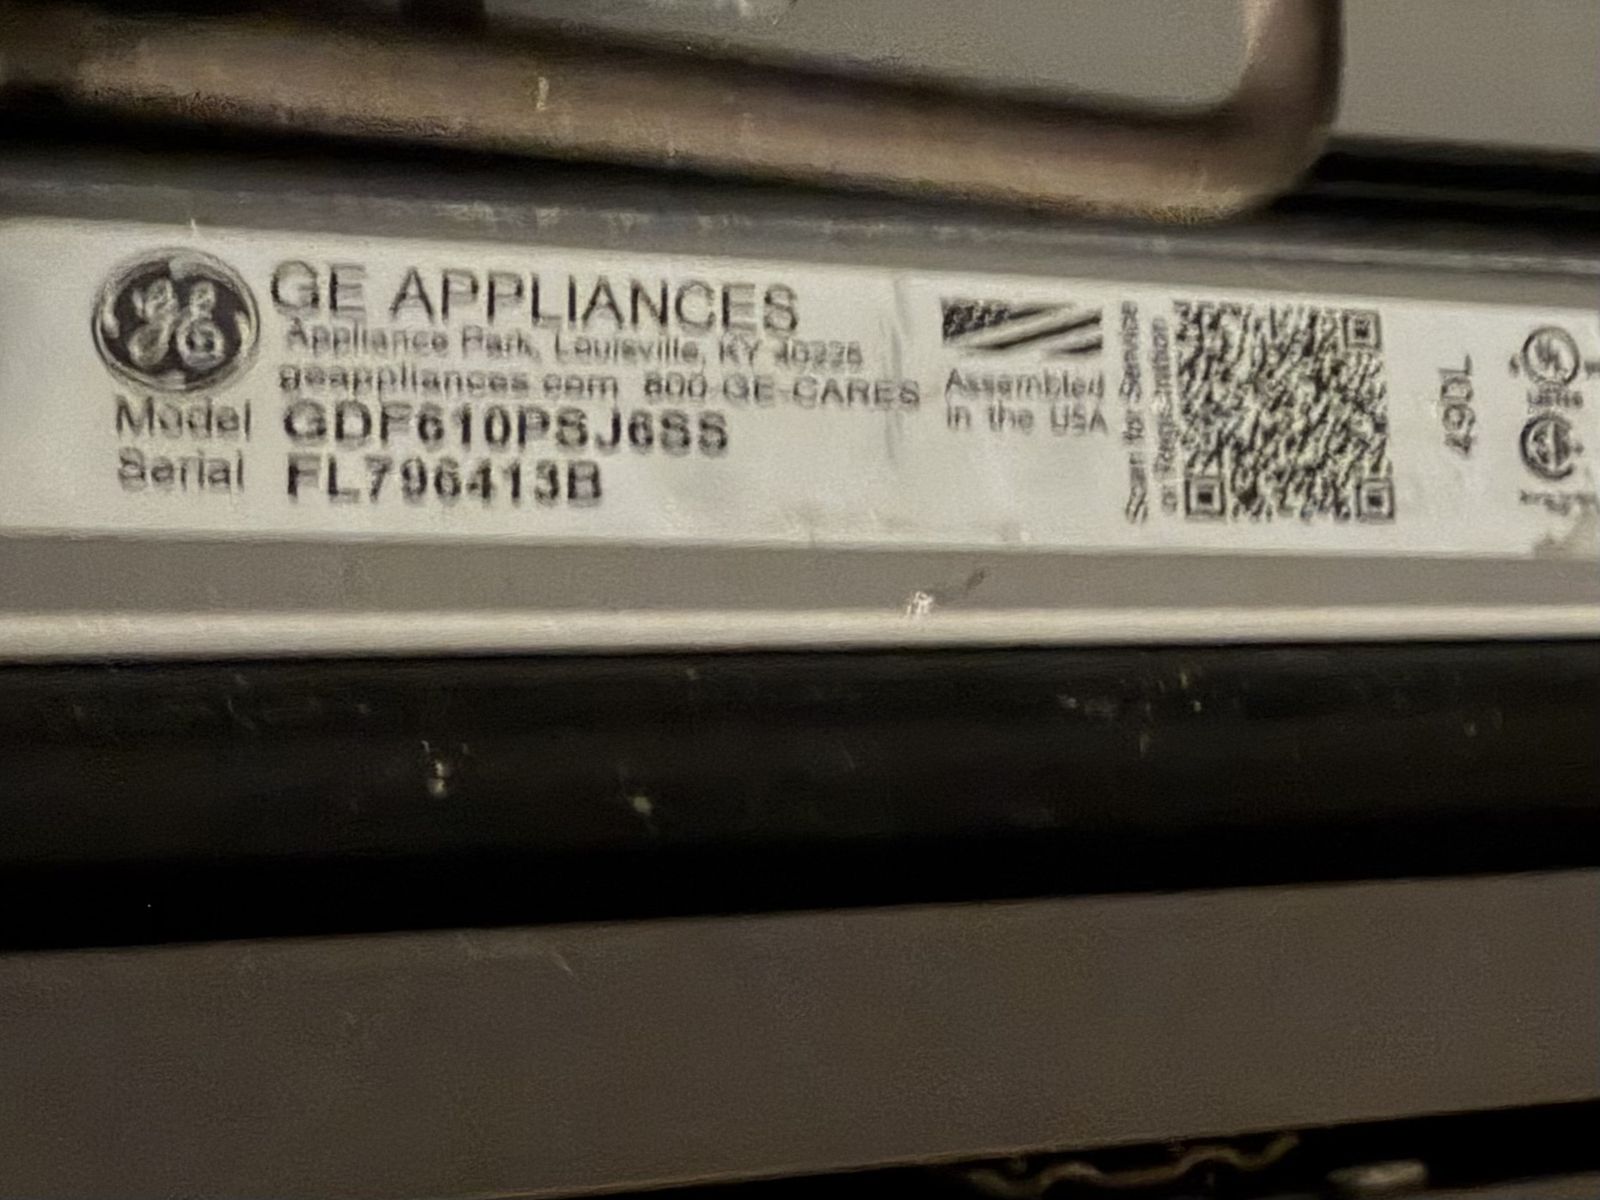 GE APPLIANCES
Appliance Park, Louisville, KY 40225
geappliances.com 800-GE-CARES
Model GDF610PSJ6SS
Serial FL796413B
Assembled
in the USA
Scan for Service
or Registration
49DL